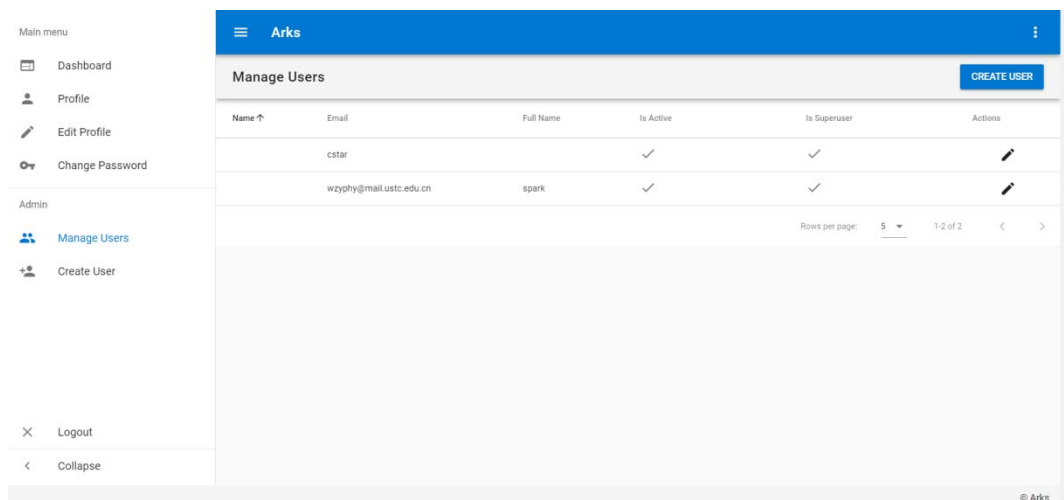 Main menu
Dashboard
Profile
Edit Profile
Change Password
Admin
Manage Users
Create User
Logout
Collapse
Arks
Manage Users
CREATE USER
Name Email Full Name Is Active Is Superuser Actions
cstar
wzyphy@mail.ustc.edu.cn spark
Rows per page: 5 1-2 of 2
© Arks